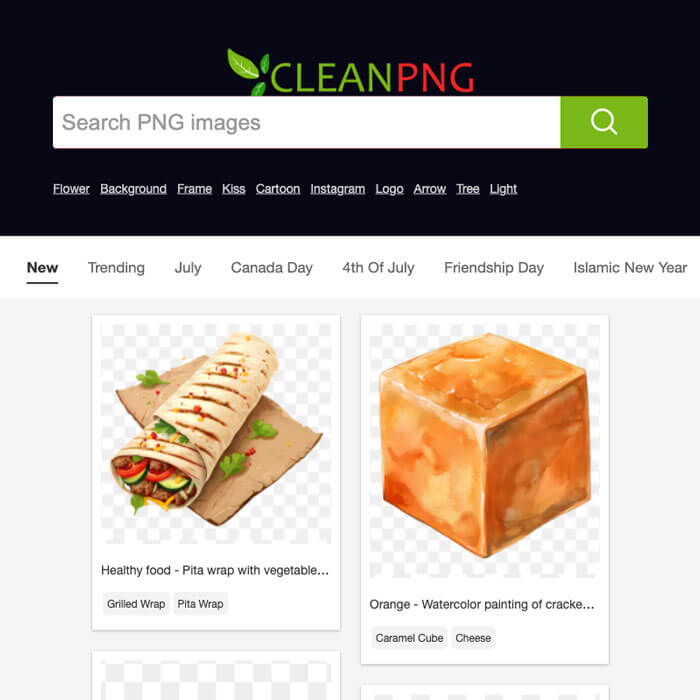 CLEANPNG
Search PNG images
Flower Background Frame Kiss Cartoon Instagram Logo Arrow Tree Light
New Trending July Canada Day 4th Of July Friendship Day Islamic New Year
Healthy food - Pita wrap with vegetable...
Grilled Wrap Pita Wrap
Orange - Watercolor painting of cracke...
Caramel Cube Cheese